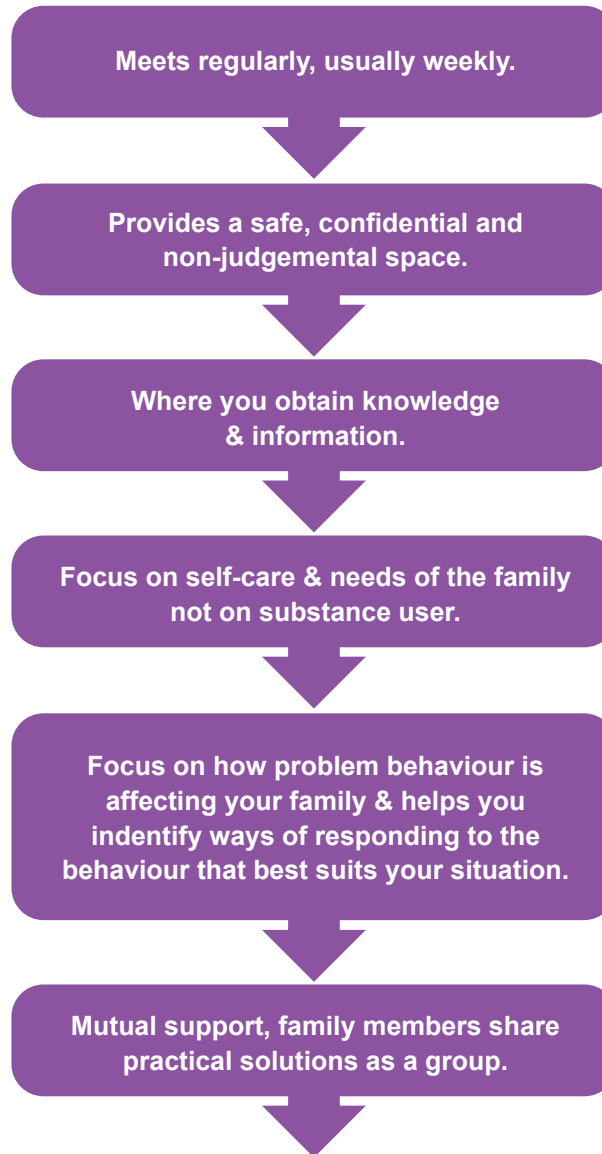 Meets regularly, usually weekly.
Provides a safe, confidential and
non-judgemental space.
Where you obtain knowledge
& information.
Focus on self-care & needs of the family
not on substance user.
Focus on how problem behaviour is
affecting your family & helps you
indentify ways of responding to the
behaviour that best suits your situation.
Mutual support, family members share
practical solutions as a group.